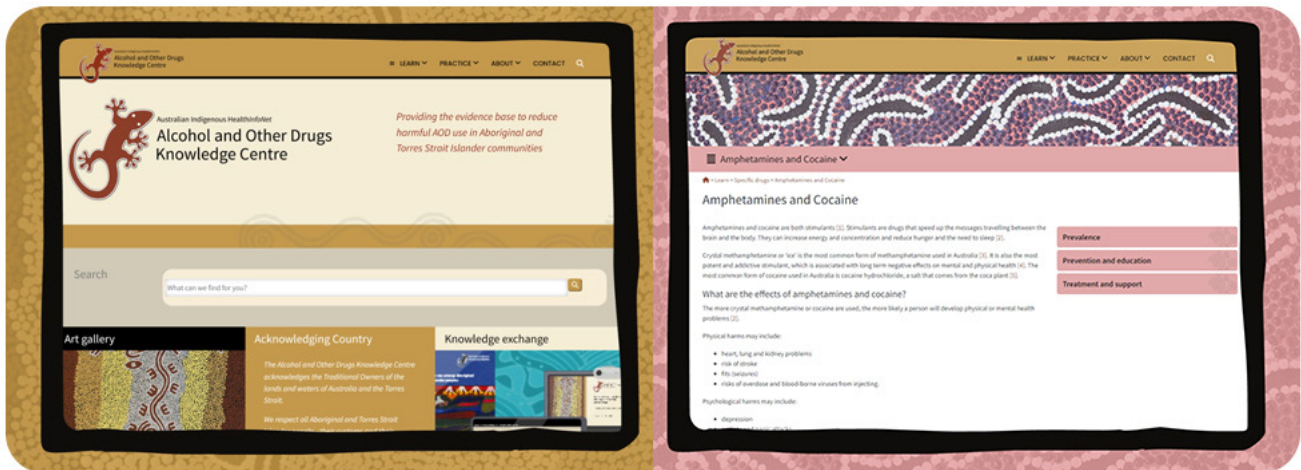 Australian Indigenous HealthInfoNet
Alcohol and Other Drugs
Knowledge Centre
≡ LEARN PRACTICE ABOUT CONTACT
Australian Indigenous HealthInfoNet
Alcohol and Other Drugs
Knowledge Centre
Providing the evidence base to reduce
harmful AOD use in Aboriginal and
Torres Strait Islander communities
Search
What can we find for you?
Art gallery
Acknowledging Country
The Alcohol and Other Drugs Knowledge Centre
acknowledges the Traditional Owners of the
lands and waters of Australia and the Torres
Strait.
We respect all Aboriginal and Torres Strait
Knowledge exchange
Australian Indigenous HealthInfoNet
Alcohol and Other Drugs
Knowledge Centre
≡ LEARN PRACTICE ABOUT CONTACT
Amphetamines and Cocaine
» Learn » Specific drugs » Amphetamines and Cocaine
Amphetamines and Cocaine
Amphetamines and cocaine are both stimulants [1]. Stimulants are drugs that speed up the messages travelling between the
brain and the body. They can increase energy and concentration and reduce hunger and the need to sleep [2].
Crystal methamphetamine or 'ice' is the most common form of methamphetamine used in Australia [3]. It is also the most
potent and addictive stimulant, which is associated with long term negative effects on mental and physical health [4]. The
most common form of cocaine used in Australia is cocaine hydrochloride, a salt that comes from the coca plant [5].
What are the effects of amphetamines and cocaine?
The more crystal methamphetamine or cocaine are used, the more likely a person will develop physical or mental health
problems [2].
Physical harms may include:
• heart, lung and kidney problems
• risk of stroke
• fits (seizures)
• risks of overdose and blood-borne viruses from injecting.
Psychological harms may include:
• depression
Prevalence
Prevention and education
Treatment and support